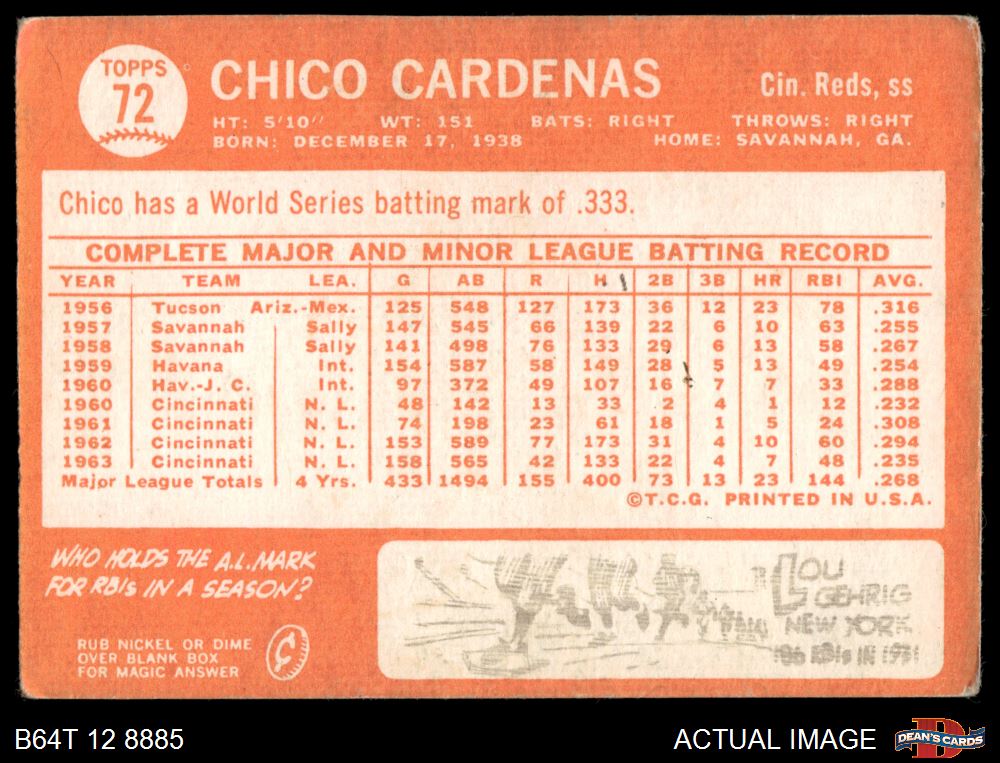 TOPPS
72
CHICO CARDENAS
Cin. Reds, ss
HT: 5'10" WT: 151 BATS: RIGHT THROWS: RIGHT
BORN: DECEMBER 17, 1938 HOME: SAVANNAH, GA.
Chico has a World Series batting mark of .333.
COMPLETE MAJOR AND MINOR LEAGUE BATTING RECORD
YEAR TEAM LEA. G AB R H 2B 3B HR RBI AVG.
1956 Tucson Ariz.-Mex. 125 548 127 173 36 12 23 78 .316
1957 Savannah Sally 147 545 66 139 22 6 10 63 .255
1958 Savannah Sally 141 498 76 133 29 6 13 58 .267
1959 Havana Int. 154 587 58 149 28 5 13 49 .254
1960 Hav.-J. C. Int. 97 372 49 107 16 7 7 33 .288
1960 Cincinnati N. L. 48 142 13 33 2 4 1 12 .232
1961 Cincinnati N. L. 74 198 23 61 18 1 5 24 .308
1962 Cincinnati N. L. 153 589 77 173 31 4 10 60 .294
1963 Cincinnati N. L. 158 565 42 133 22 4 7 48 .235
Major League Totals 4 Yrs. 433 1494 155 400 73 13 23 144 .268
©T.C.G. PRINTED IN U.S.A.
WHO HOLDS THE A.L. MARK
FOR RBIs IN A SEASON?
RUB NICKEL OR DIME
OVER BLANK BOX
FOR MAGIC ANSWER
LOU
GEHRIG
NEW YORK
RBIs IN 1931
B64T 12 8885
ACTUAL IMAGE
DEAN'S CARDS